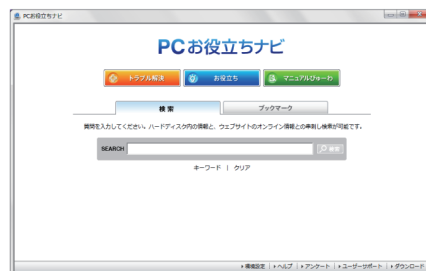 PCお役立ちナビ
PCお役立ちナビ
トラブル解決 お役立ち マニュアルびゅーわ
検索 ブックマーク
質問を入力してください。ハードディスク内の情報と、ウェブサイトのオンライン情報との串刺し検索が可能です。
SEARCH 検索
キーワード | クリア
環境設定 ヘルプ アンケート ユーザーサポート ダウンロード